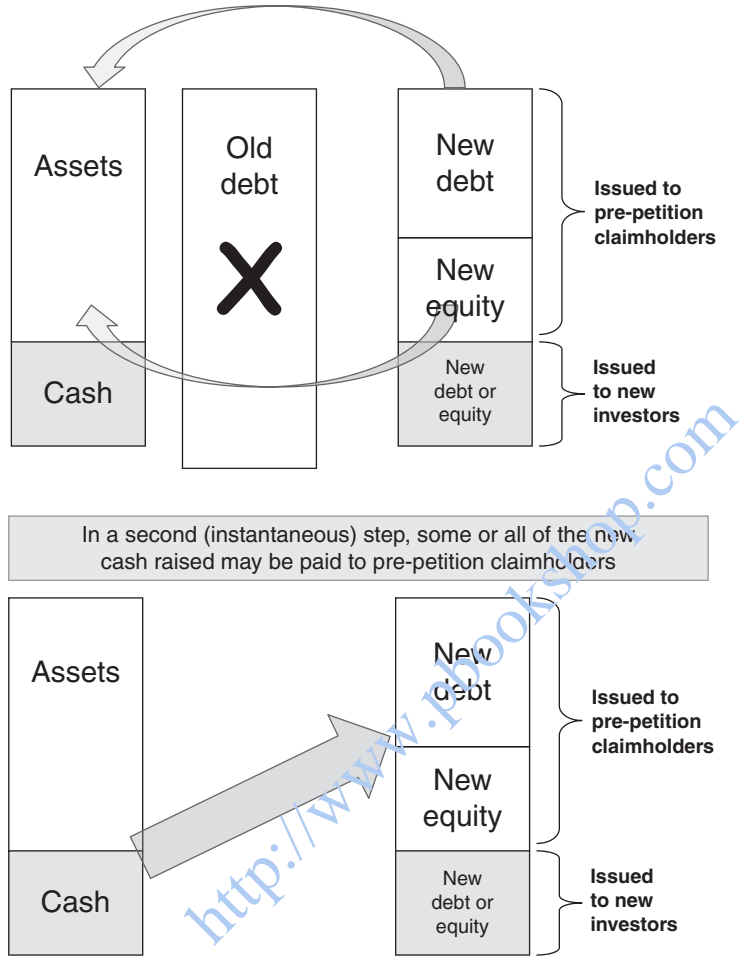 Assets
Old
debt
New
debt
Issued to
pre-petition
claimholders
New
equity
Cash
New
debt or
equity
Issued
to new
investors
In a second (instantaneous) step, some or all of the new
cash raised may be paid to pre-petition claimholders
Assets
New
debt
Issued to
pre-petition
claimholders
New
equity
Cash
New
debt or
equity
Issued
to new
investors
http://www.pbookshop.com